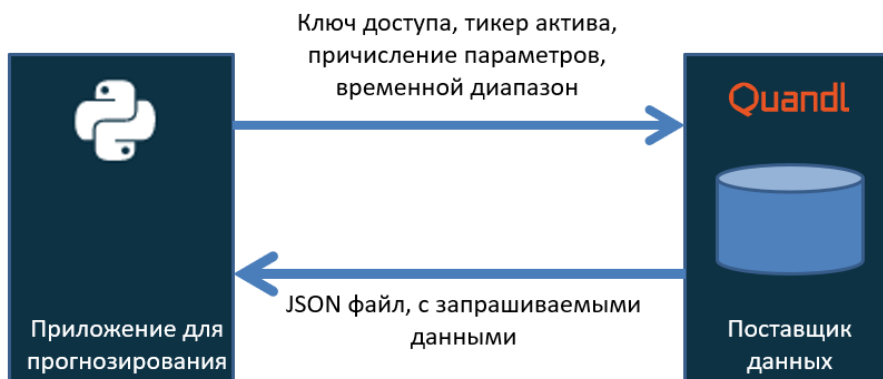 Ключ доступа, тикер актива,
причисление параметров,
временной диапазон
Quandl
JSON файл, с запрашиваемыми
данными
Приложение для
прогнозирования
Поставщик
данных